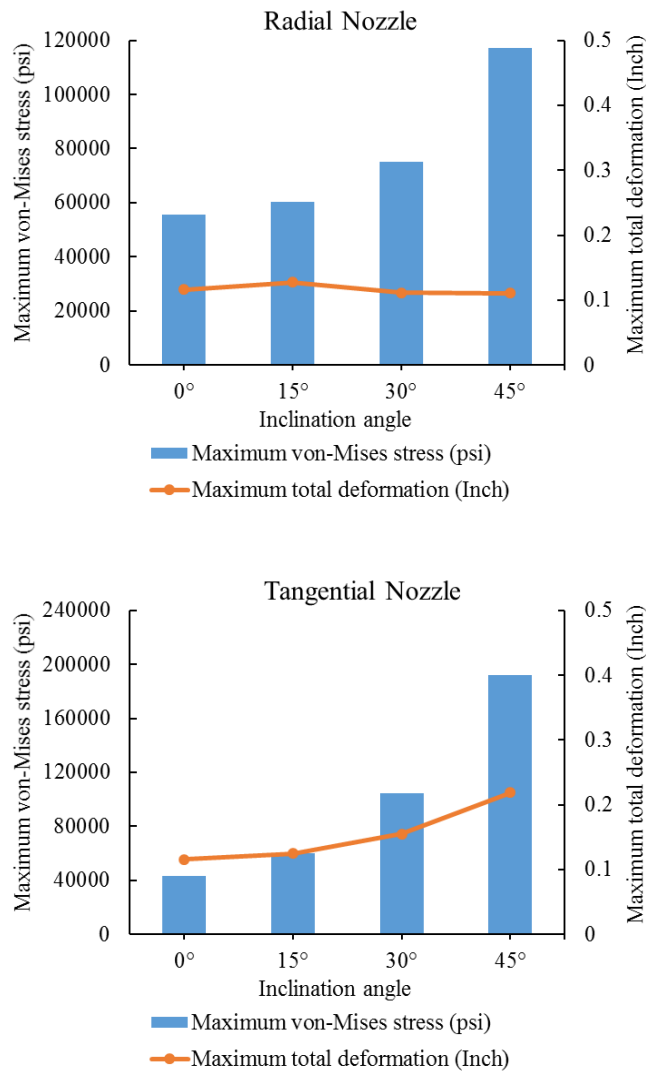 Radial Nozzle
Maximum von-Mises stress (psi)
120000
100000
80000
60000
40000
20000
0
0.5
0.4
0.3
0.2
0.1
0
Maximum total deformation (Inch)
0° 15° 30° 45°
Inclination angle
Maximum von-Mises stress (psi)
Maximum total deformation (Inch)
Tangential Nozzle
Maximum von-Mises stress (psi)
240000
200000
160000
120000
80000
40000
0
0.5
0.4
0.3
0.2
0.1
0
Maximum total deformation (Inch)
0° 15° 30° 45°
Inclination angle
Maximum von-Mises stress (psi)
Maximum total deformation (Inch)